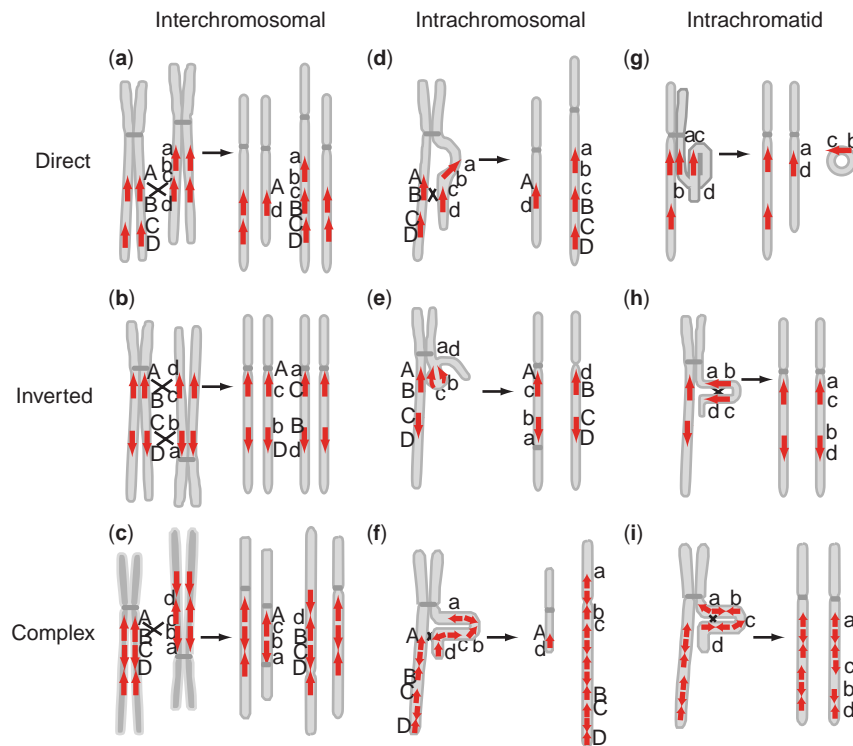 Interchromosomal
Intrachromosomal
Intrachromatid
Direct
(a)
a
b
A c
B d
C
D
A
d
a
b
c
B
C
D
(d)
a
A b
B c
C d
D
A
d
a
b
c
B
C
D
(g)
a c
b d
a
d
c b
Inverted
(b)
A d
B c
C b
D a
A a
c C
b B
D d
(e)
a d
A
B b
c
C
D
A
c
b
a
d
B
C
D
(h)
a b
d c
a
c
b
d
Complex
(c)
d
A c
B b
C a
D
A
c
b
a
d
B
C
D
(f)
a
A
d c b
B
C
D
A
d
a
b
c
B
C
D
(i)
a b
c
d
a
c
b
d